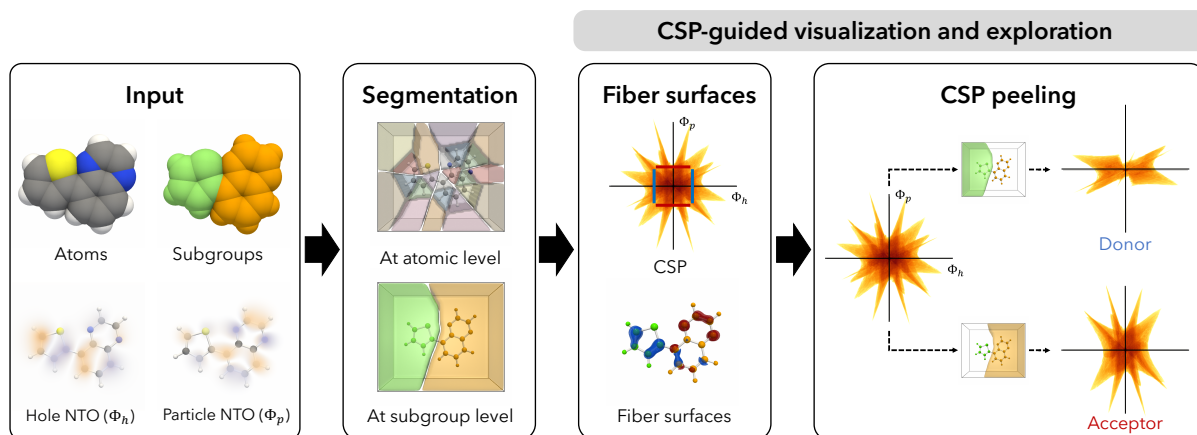 CSP-guided visualization and exploration
Input
Atoms
Subgroups
Hole NTO (Φₕ)
Particle NTO (Φₚ)
Segmentation
At atomic level
At subgroup level
Fiber surfaces
Φₚ
Φₕ
CSP
Fiber surfaces
CSP peeling
Φₚ
Φₕ
Donor
Acceptor